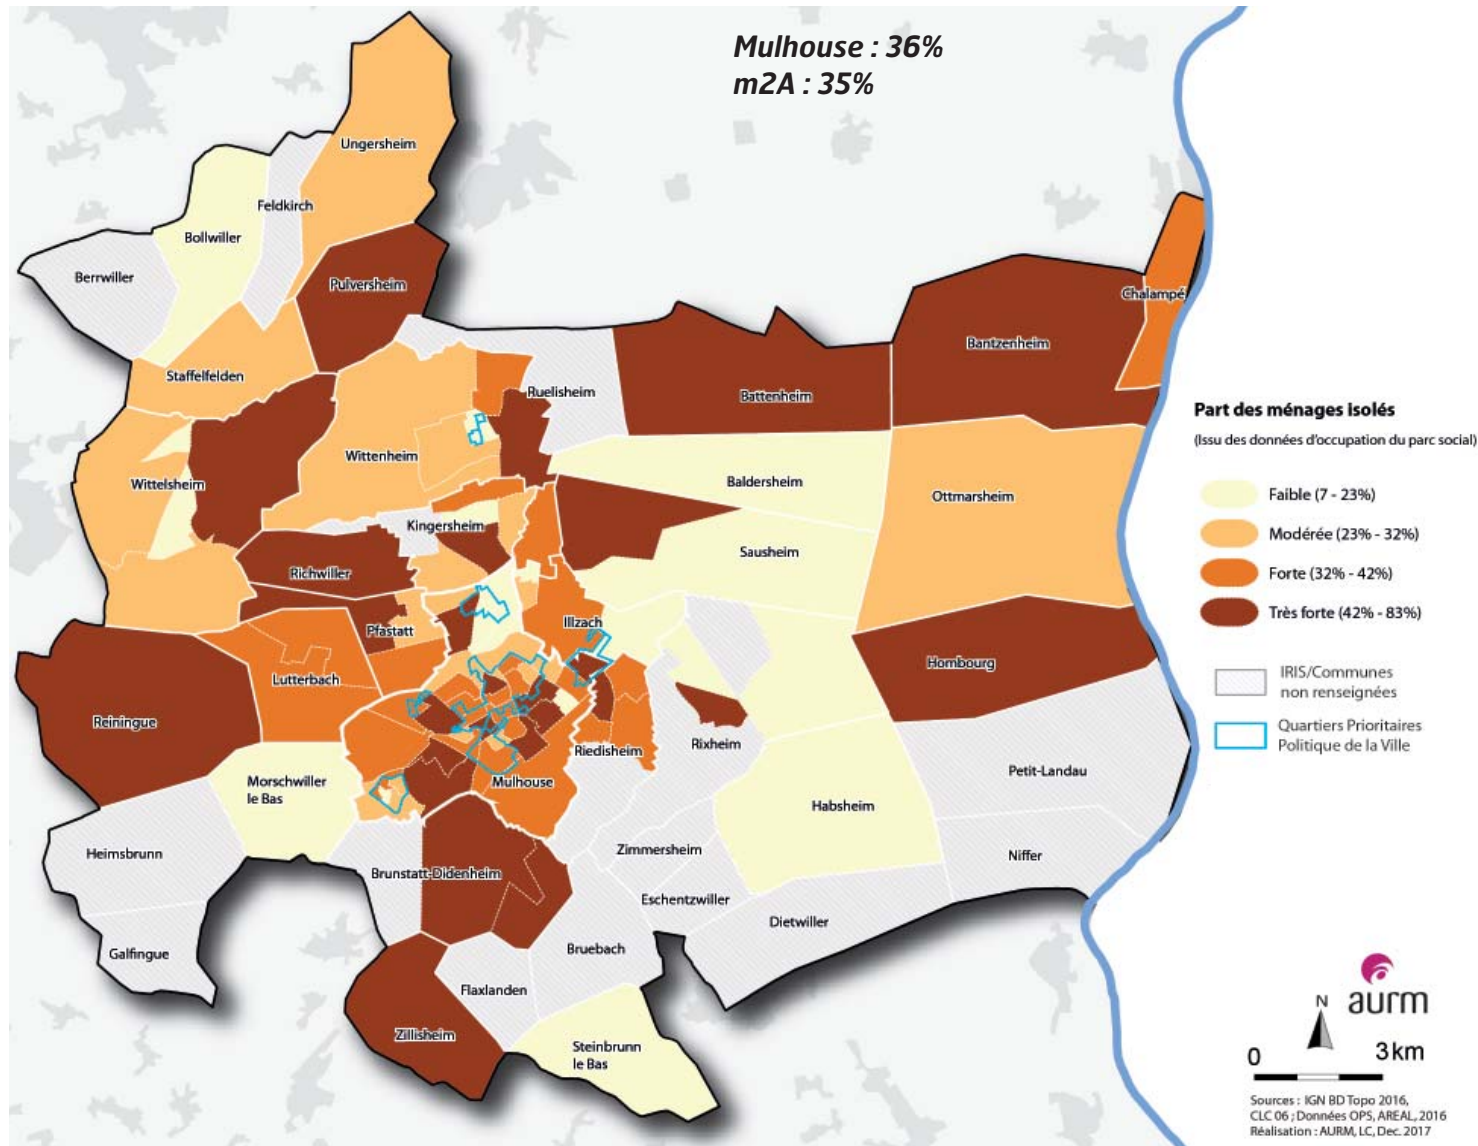 Mulhouse : 36%
m2A : 35%
Ungersheim
Feldkirch
Bollwiller
Berrwiller
Pulversheim
Chalampé
Bantzenheim
Staffelfelden
Ruelisheim
Battenheim
Wittenheim
Wittelsheim
Baldersheim
Ottmarsheim
Kingersheim
Sausheim
Richwiller
Illzach
Pfastatt
Hombourg
Lutterbach
Reiningue
Riedisheim
Rixheim
Petit-Landau
Morschwiller
le Bas
Mulhouse
Habsheim
Heimsbrunn
Zimmersheim
Niffer
Brunstatt-Didenheim
Eschentzwiller
Dietwiller
Galfingue
Bruebach
Flaxlanden
Zillisheim
Steinbrunn
le Bas
Part des ménages isolés
(Issu des données d'occupation du parc social)
Faible (7 - 23%)
Modérée (23% - 32%)
Forte (32% - 42%)
Très forte (42% - 83%)
IRIS/Communes
non renseignées
Quartiers Prioritaires
Politique de la Ville
aurm
N
0 3 km
Sources : IGN BD Topo 2016,
CLC 06 ; Données OPS, AREAL, 2016
Réalisation : AURM, LC, Dec. 2017